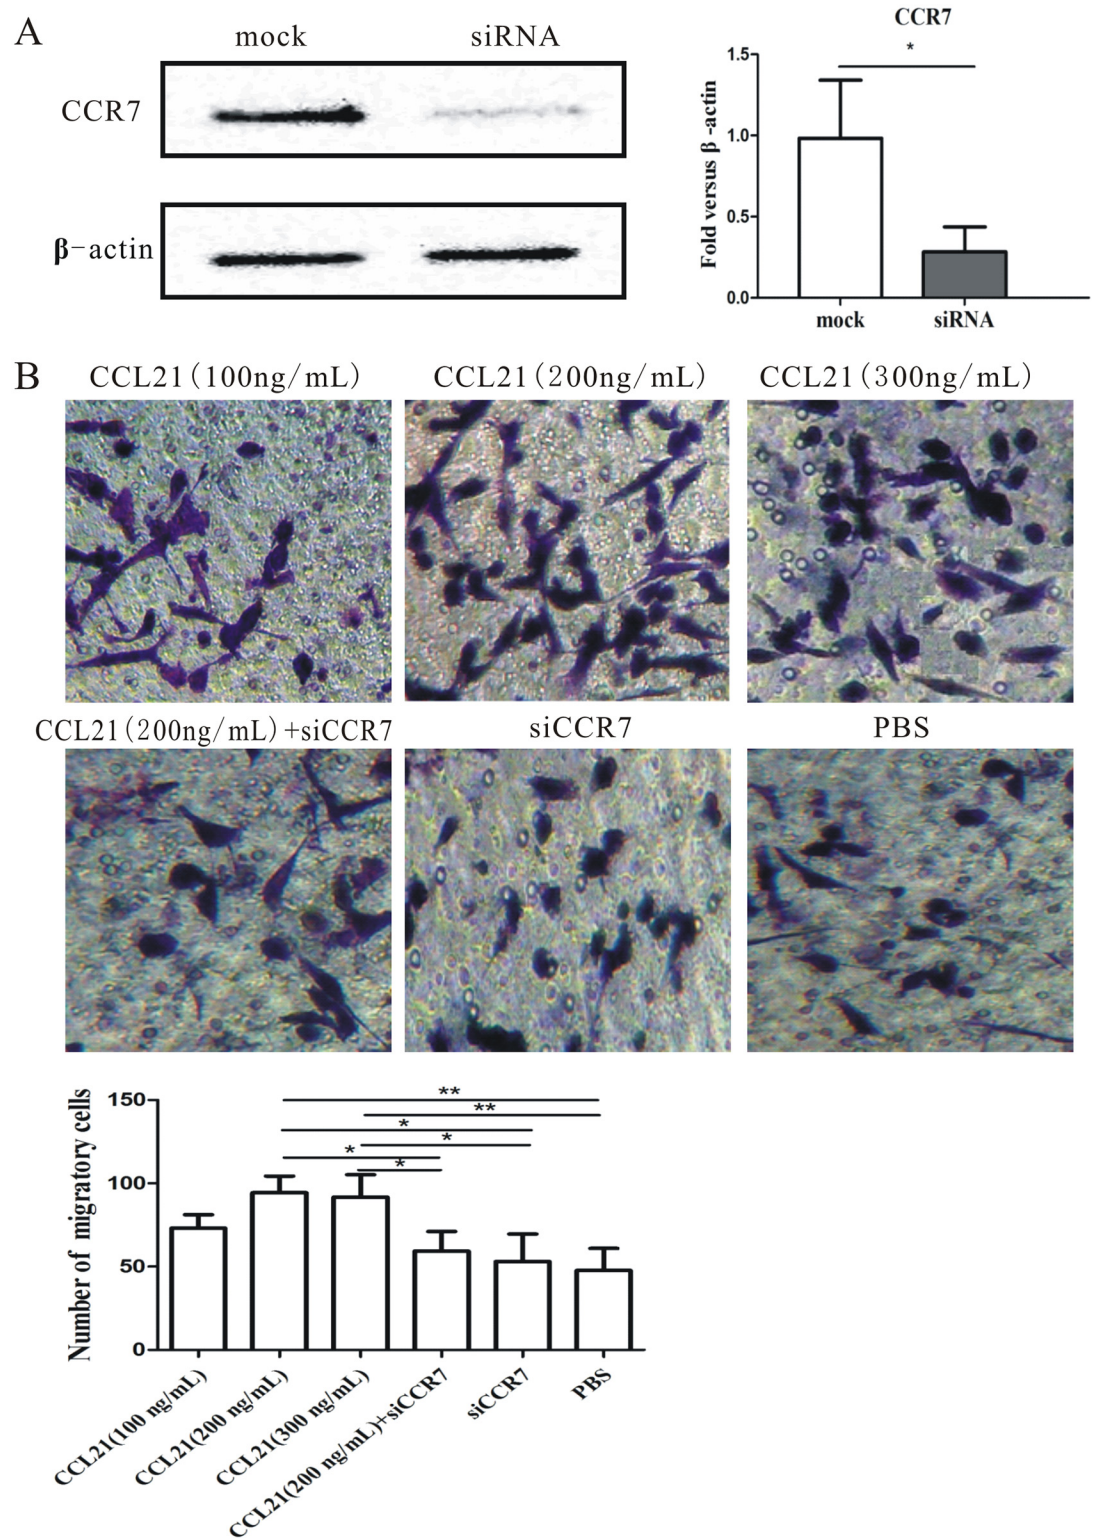 A
mock siRNA
CCR7
β-actin
CCR7
*
Fold versus β -actin
1.5
1.0
0.5
0.0
mock siRNA
B
CCL21(100ng/mL) CCL21(200ng/mL) CCL21(300ng/mL)
CCL21(200ng/mL)+siCCR7 siCCR7 PBS
Number of migratory cells
150
100
50
0
**
**
*
*
*
*
CCL21(100 ng/mL)
CCL21(200 ng/mL)
CCL21(300 ng/mL)
CCL21(200 ng/mL)+siCCR7
siCCR7
PBS